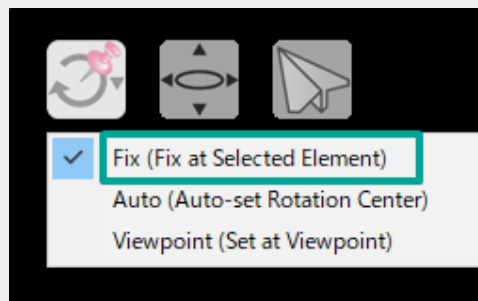 Fix (Fix at Selected Element)
Auto (Auto-set Rotation Center)
Viewpoint (Set at Viewpoint)